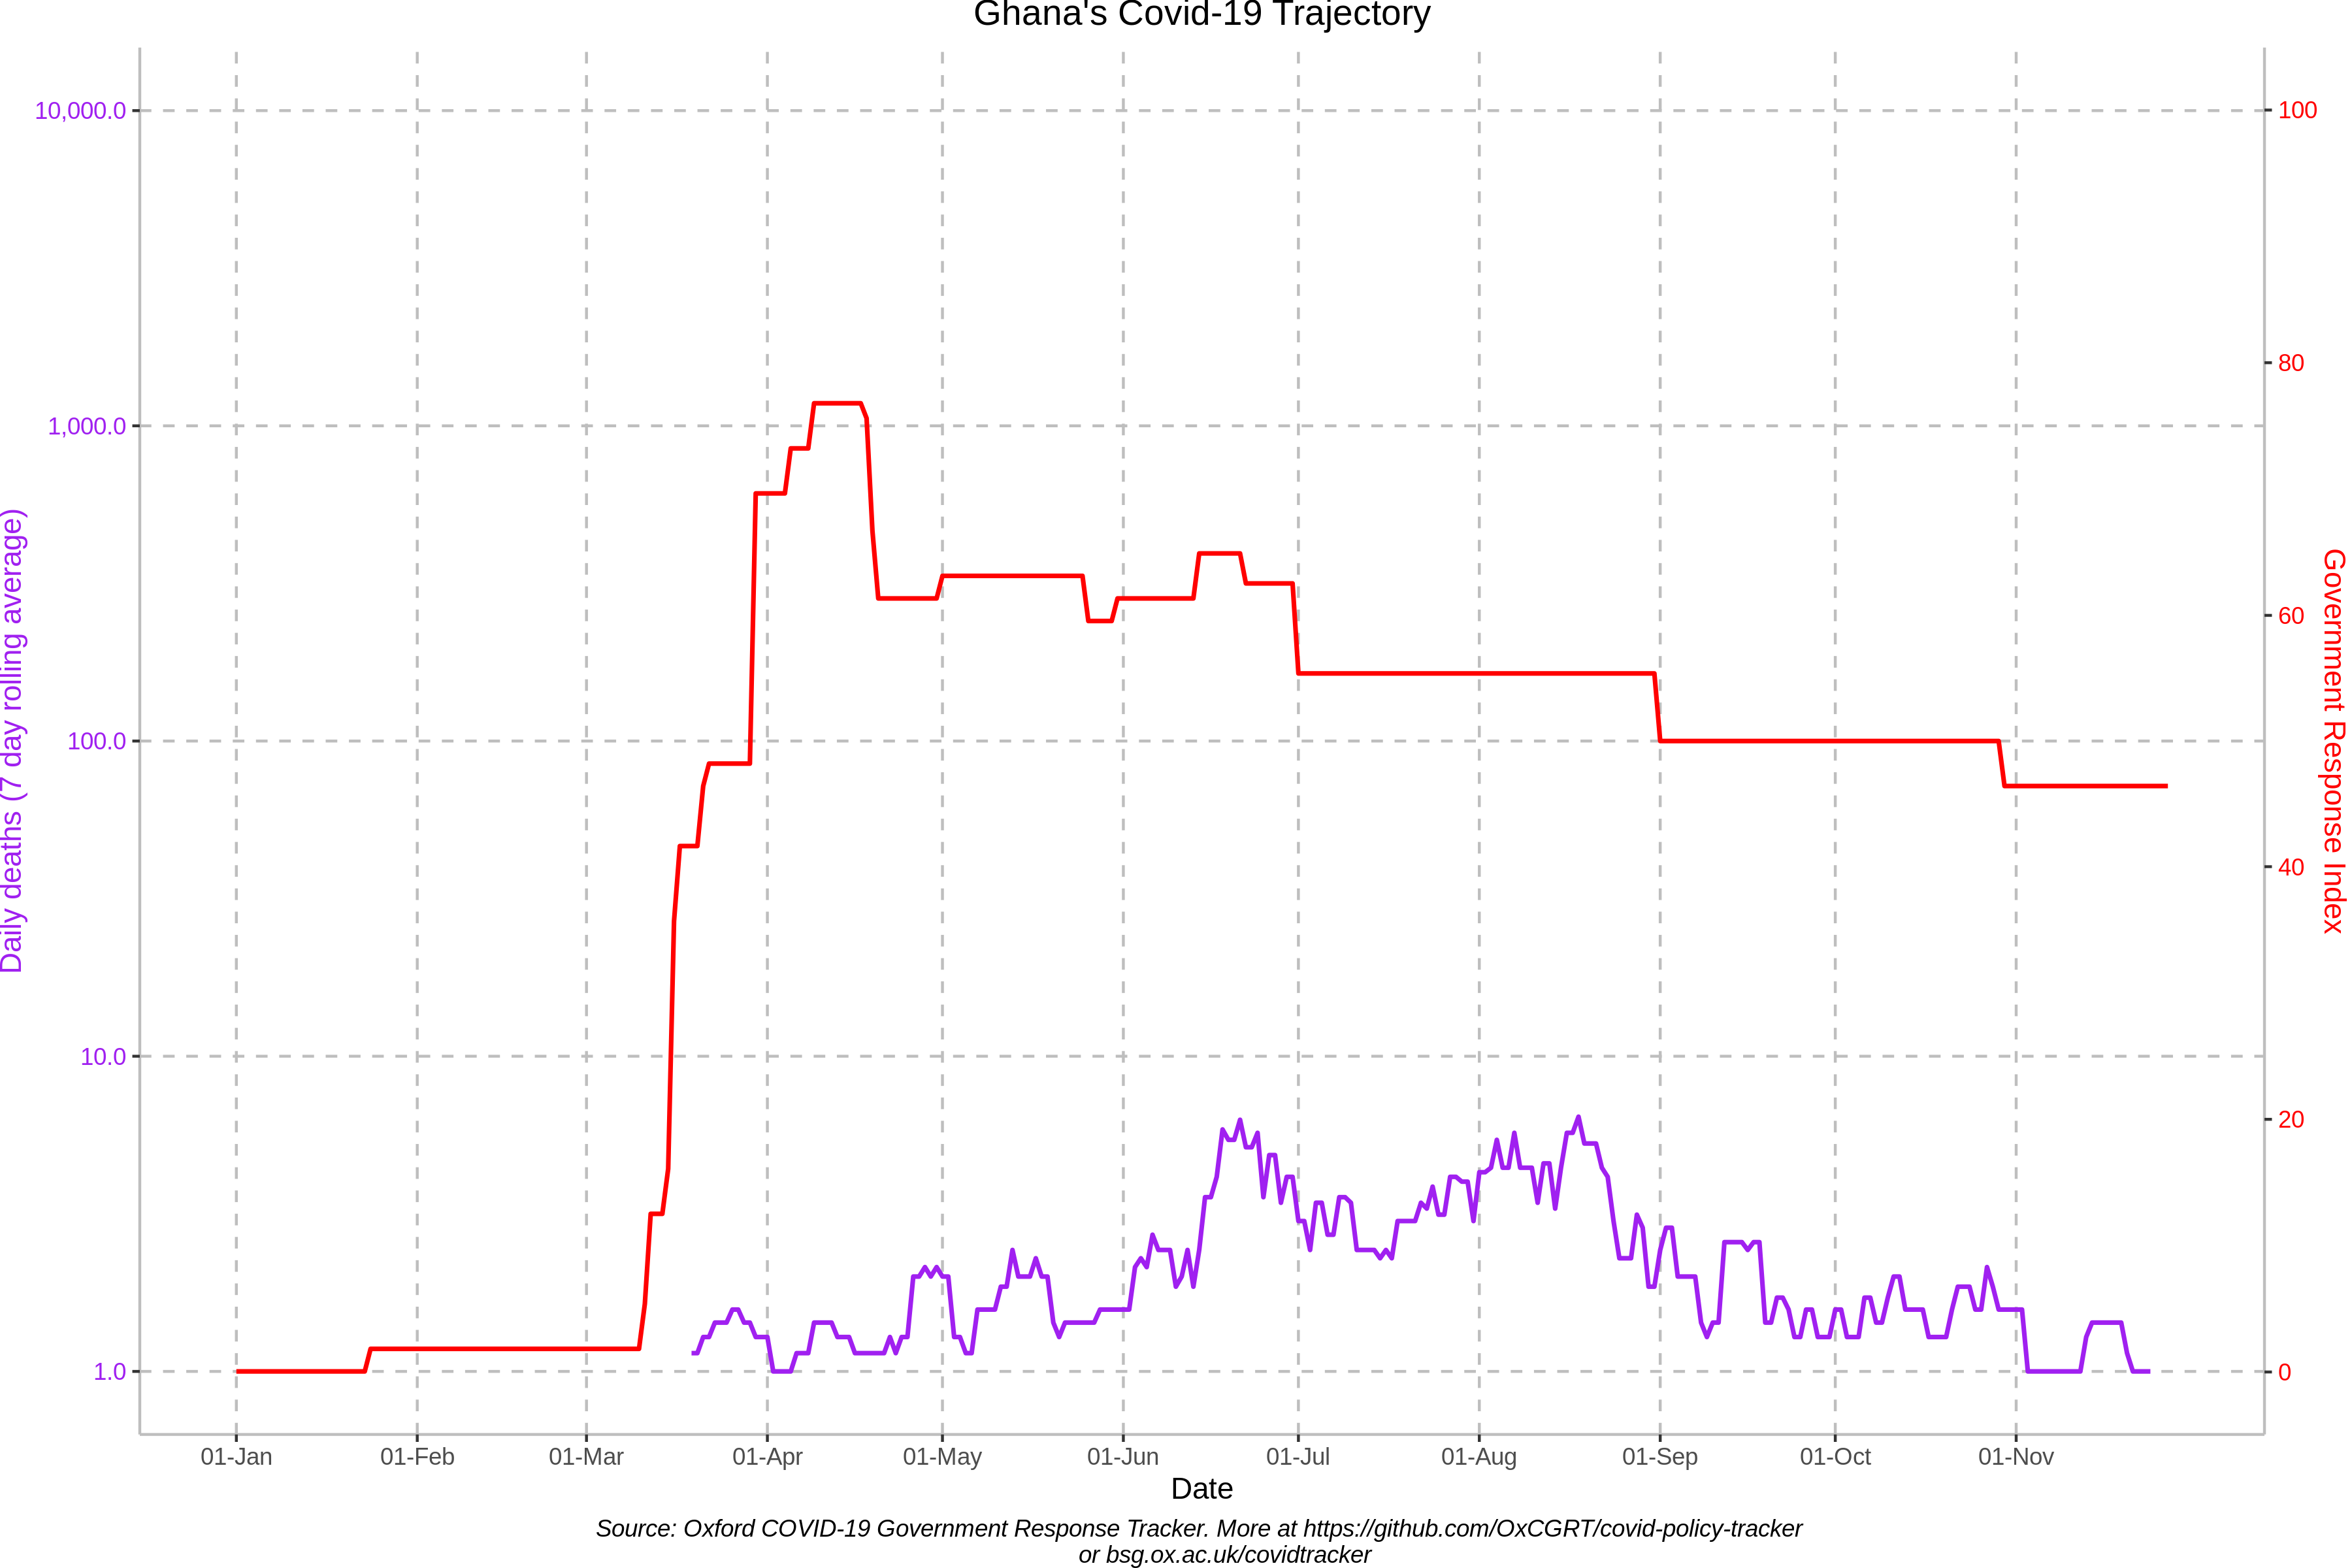 Ghana's Covid-19 Trajectory
10,000.0
1,000.0
100.0
10.0
1.0
Daily deaths (7 day rolling average)
100
80
60
40
20
0
Government Response Index
01-Jan 01-Feb 01-Mar 01-Apr 01-May 01-Jun 01-Jul 01-Aug 01-Sep 01-Oct 01-Nov
Date
Source: Oxford COVID-19 Government Response Tracker. More at https://github.com/OxCGRT/covid-policy-tracker
or bsg.ox.ac.uk/covidtracker